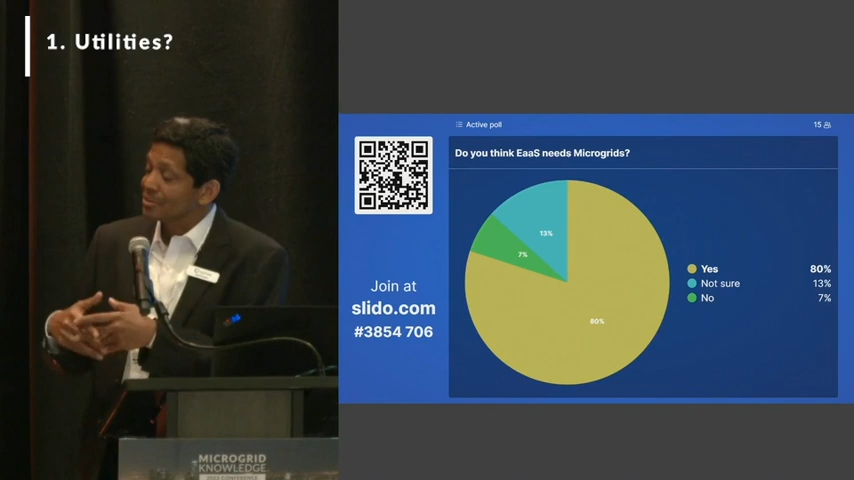 1. Utilities?
Active poll
15
Do you think EaaS needs Microgrids?
13%
7%
80%
Yes 80%
Not sure 13%
No 7%
Join at
slido.com
#3854 706
MICROGRID
KNOWLEDGE